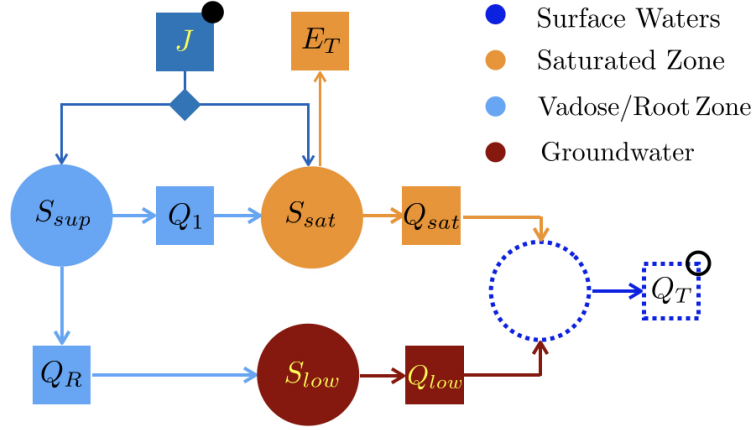 J
E_T
Surface Waters
Saturated Zone
Vadose/Root Zone
Groundwater
S_sup
Q_1
S_sat
Q_sat
Q_T
Q_R
S_low
Q_low